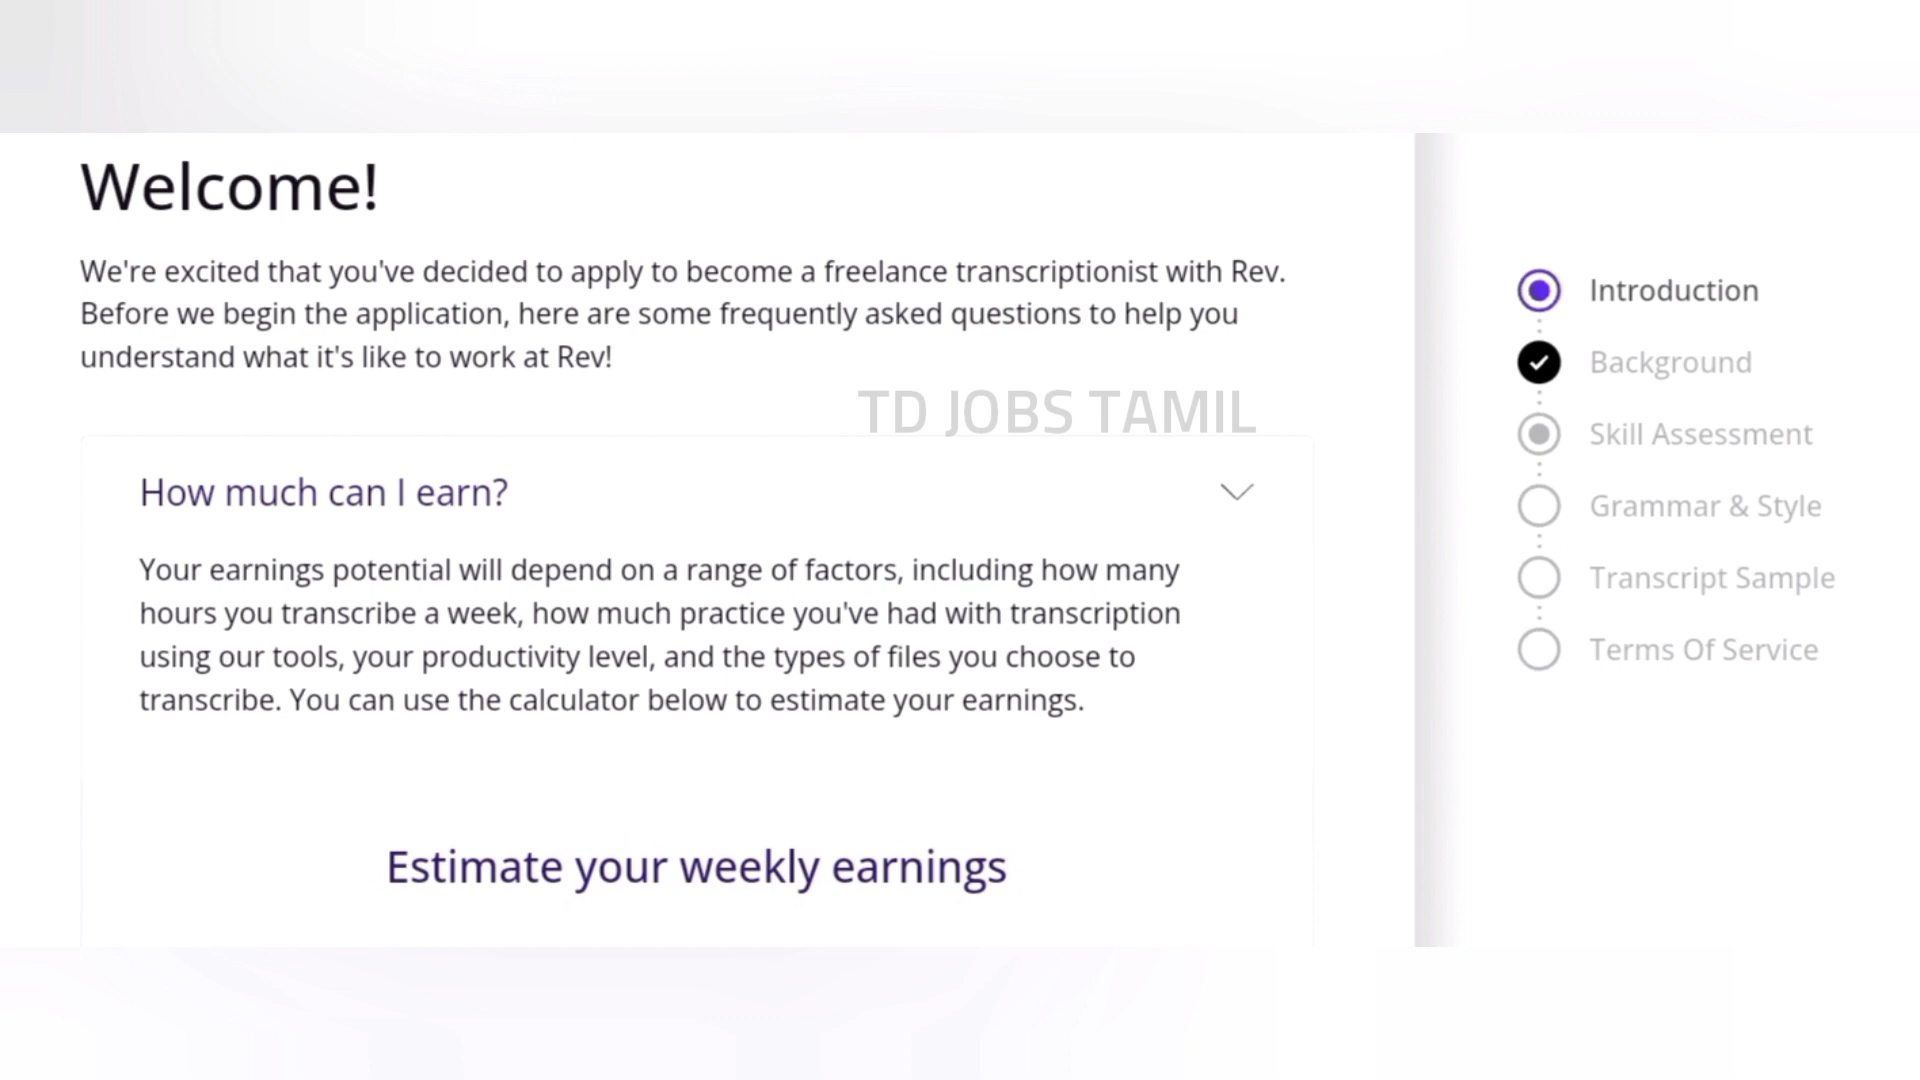 Welcome!
We're excited that you've decided to apply to become a freelance transcriptionist with Rev.
Before we begin the application, here are some frequently asked questions to help you
understand what it's like to work at Rev!
TD JOBS TAMIL
How much can I earn?
Your earnings potential will depend on a range of factors, including how many
hours you transcribe a week, how much practice you've had with transcription
using our tools, your productivity level, and the types of files you choose to
transcribe. You can use the calculator below to estimate your earnings.
Estimate your weekly earnings
Introduction
Background
Skill Assessment
Grammar & Style
Transcript Sample
Terms Of Service